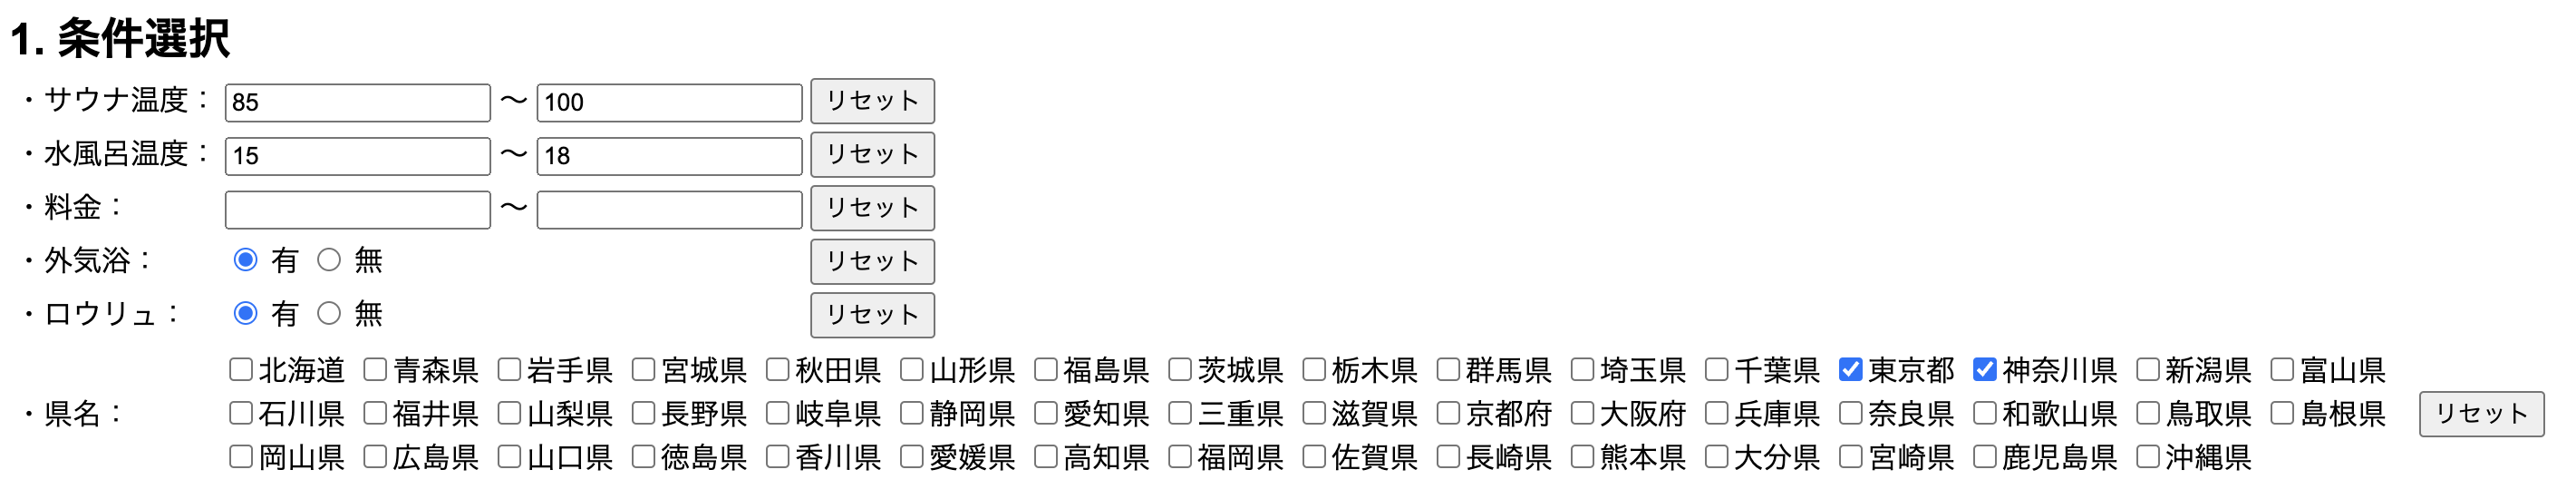 1. 条件選択
・サウナ温度： 85 〜 100 リセット
・水風呂温度： 15 〜 18 リセット
・料金： 〜 リセット
・外気浴： 有 無 リセット
・ロウリュ： 有 無 リセット
北海道 青森県 岩手県 宮城県 秋田県 山形県 福島県 茨城県 栃木県 群馬県 埼玉県 千葉県 東京都 神奈川県 新潟県 富山県
・県名： 石川県 福井県 山梨県 長野県 岐阜県 静岡県 愛知県 三重県 滋賀県 京都府 大阪府 兵庫県 奈良県 和歌山県 鳥取県 島根県 リセット
岡山県 広島県 山口県 徳島県 香川県 愛媛県 高知県 福岡県 佐賀県 長崎県 熊本県 大分県 宮崎県 鹿児島県 沖縄県